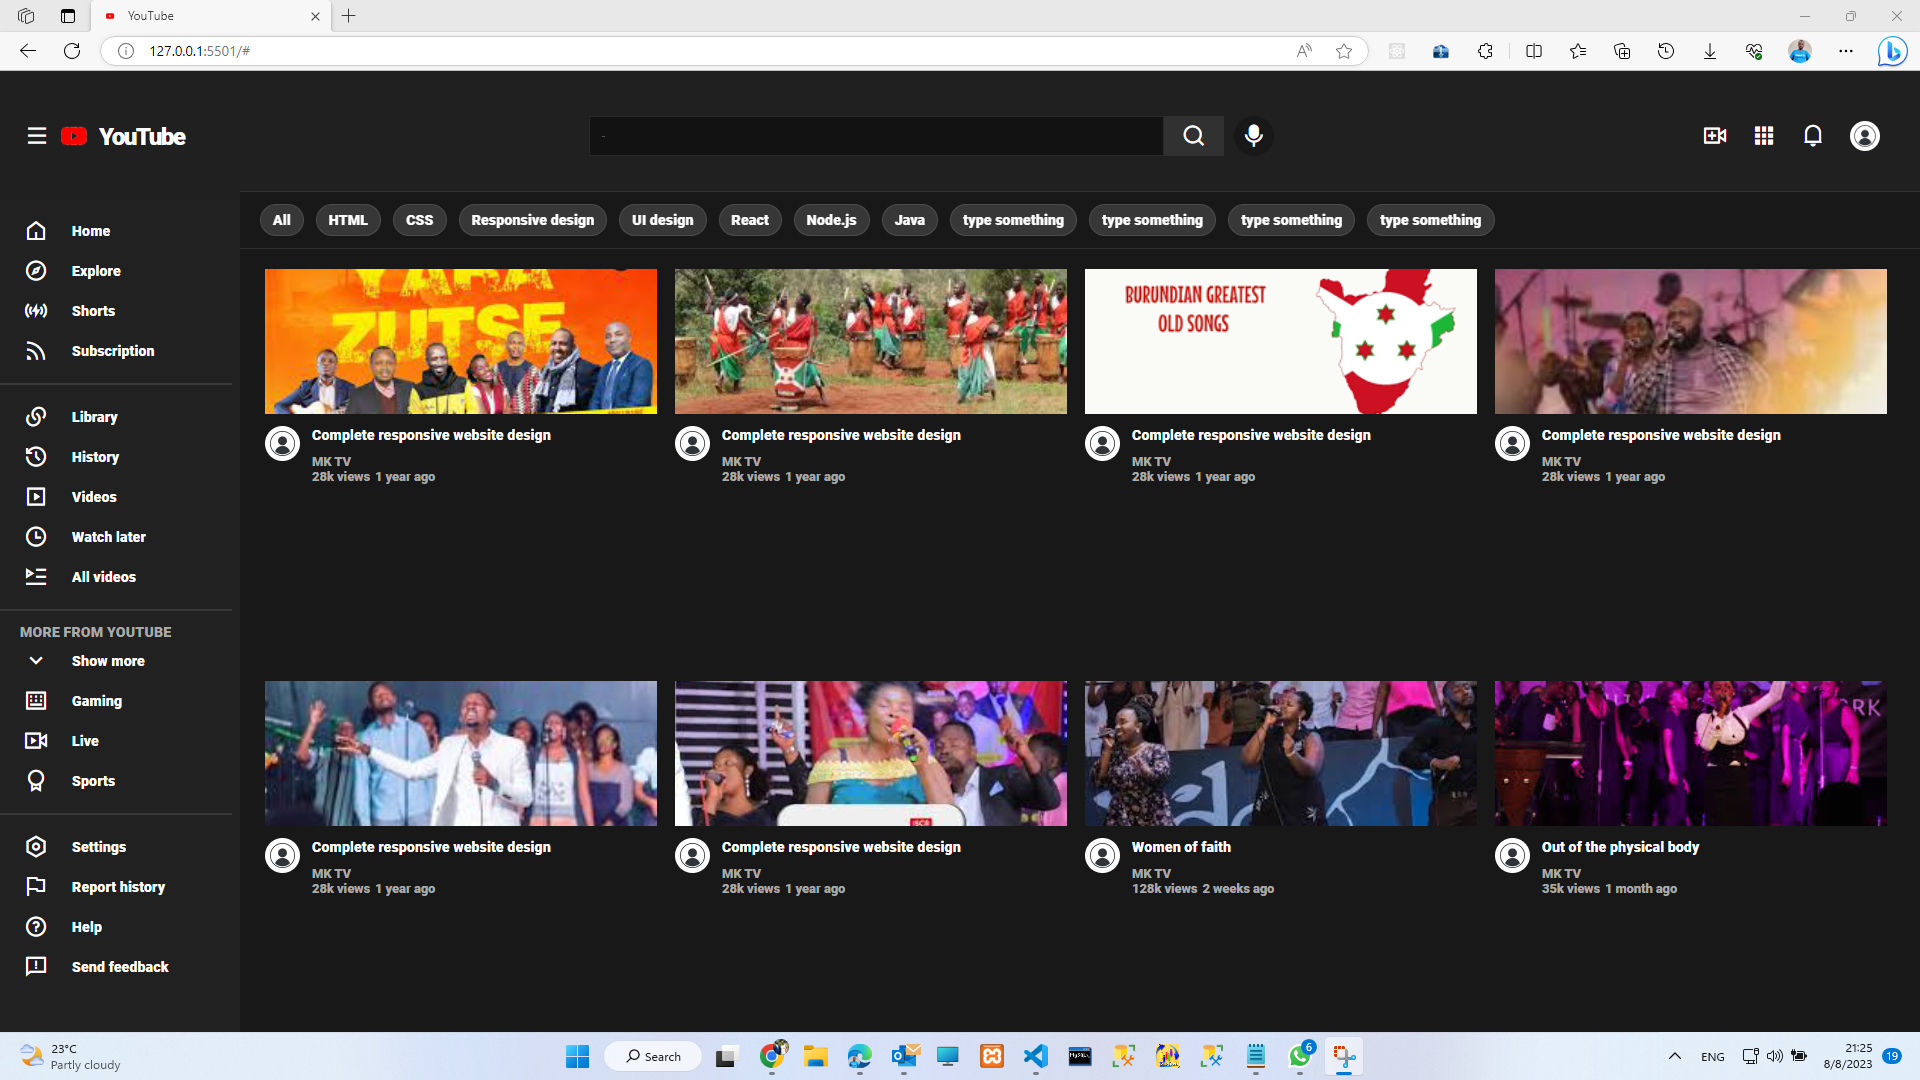 YouTube
127.0.0.1:5501/#
YouTube
All
HTML
CSS
Responsive design
UI design
React
Node.js
Java
type something
type something
type something
type something
Home
Explore
Shorts
Subscription
Library
History
Videos
Watch later
All videos
MORE FROM YOUTUBE
Show more
Gaming
Live
Sports
Settings
Report history
Help
Send feedback
ZUTSE
Complete responsive website design
MK TV
28k views 1 year ago
Complete responsive website design
MK TV
28k views 1 year ago
BURUNDIAN GREATEST
OLD SONGS
Complete responsive website design
MK TV
28k views 1 year ago
Complete responsive website design
MK TV
28k views 1 year ago
Complete responsive website design
MK TV
28k views 1 year ago
Complete responsive website design
MK TV
28k views 1 year ago
Women of faith
MK TV
128k views 2 weeks ago
Out of the physical body
MK TV
35k views 1 month ago
23°C
Partly cloudy
Search
6
ENG
21:25
8/8/2023
19